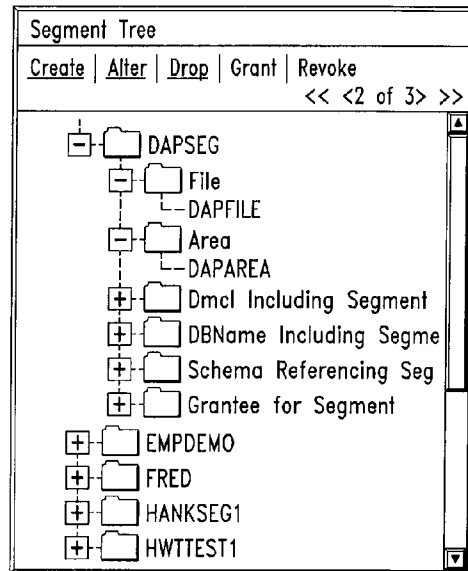 Segment Tree
Create | Alter | Drop | Grant | Revoke
<< <2 of 3> >>
DAPSEG
File
DAPFILE
Area
DAPAREA
Dmcl Including Segment
DBName Including Segme
Schema Referencing Seg
Grantee for Segment
EMPDEMO
FRED
HANKSEG1
HWTTEST1